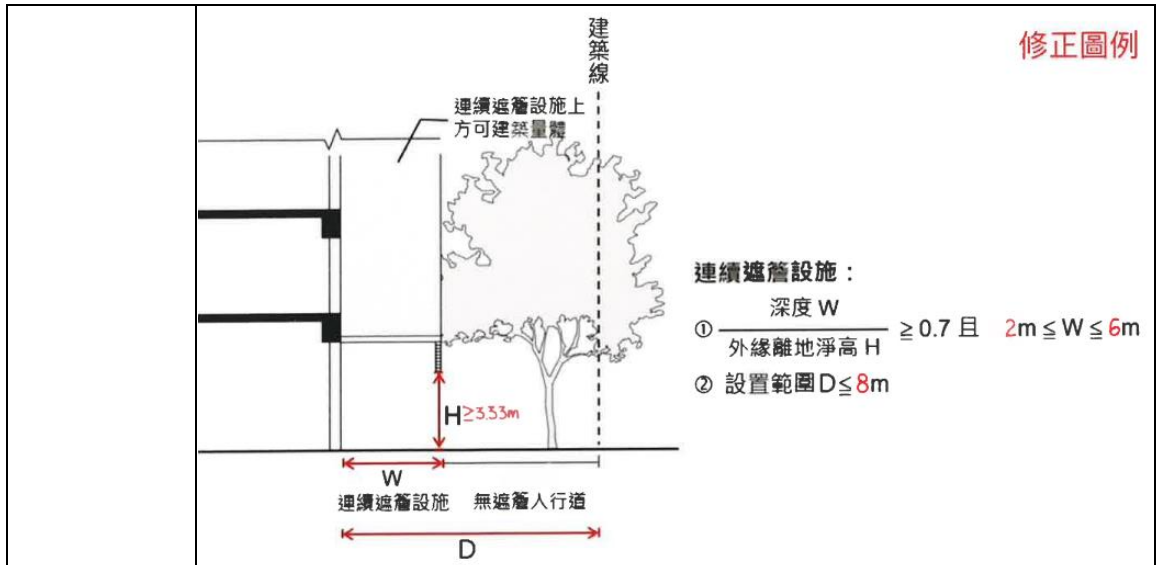 修正圖例
建築線
連續遮簷設施上
方可建築量體
連續遮簷設施：
① 深度 W
外緣離地淨高 H
≧ 0.7 且 2m ≦ W ≦ 6m
② 設置範圍D≦8m
H≧3.33m
W
連續遮簷設施 無遮簷人行道
D